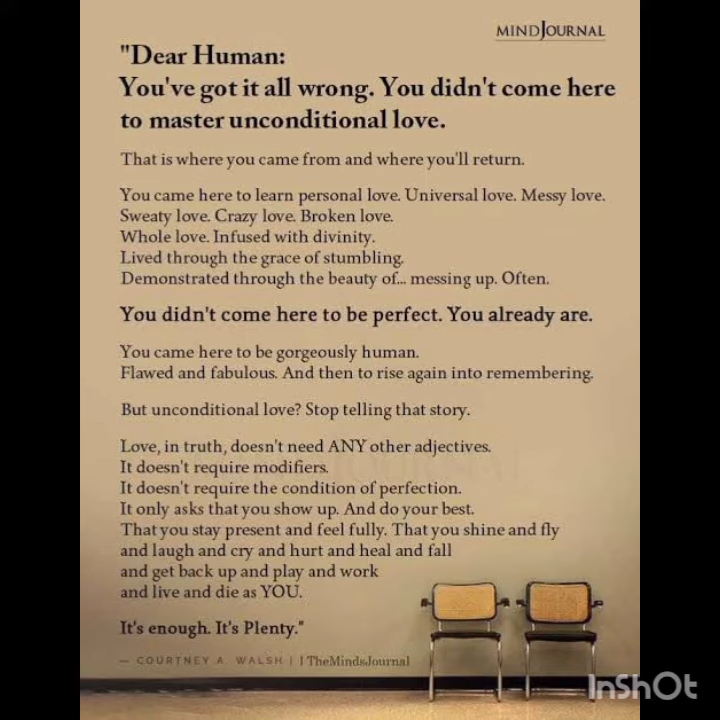 MINDJOURNAL
"Dear Human:
You've got it all wrong. You didn't come here
to master unconditional love.
That is where you came from and where you'll return.
You came here to learn personal love. Universal love. Messy love.
Sweaty love. Crazy love. Broken love.
Whole love. Infused with divinity.
Lived through the grace of stumbling.
Demonstrated through the beauty of... messing up. Often.
You didn't come here to be perfect. You already are.
You came here to be gorgeously human.
Flawed and fabulous. And then to rise again into remembering.
But unconditional love? Stop telling that story.
Love, in truth, doesn't need ANY other adjectives.
It doesn't require modifiers.
It doesn't require the condition of perfection.
It only asks that you show up. And do your best.
That you stay present and feel fully. That you shine and fly
and laugh and cry and hurt and heal and fall
and get back up and play and work
and live and die as YOU.
It's enough. It's Plenty."
— COURTNEY A. WALSH | | TheMindsJournal
InShOt